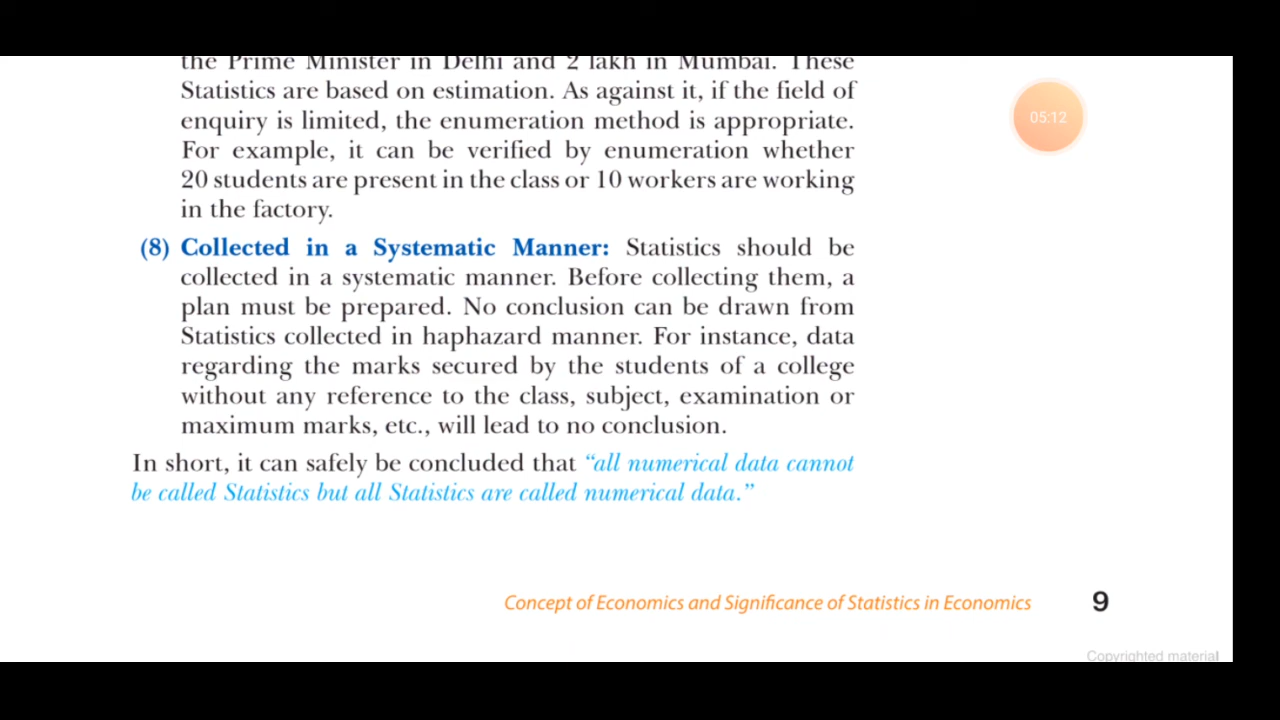 the Prime Minister in Delhi and 2 lakh in Mumbai. These
Statistics are based on estimation. As against it, if the field of
enquiry is limited, the enumeration method is appropriate.
For example, it can be verified by enumeration whether
20 students are present in the class or 10 workers are working
in the factory.
(8) Collected in a Systematic Manner: Statistics should be
collected in a systematic manner. Before collecting them, a
plan must be prepared. No conclusion can be drawn from
Statistics collected in haphazard manner. For instance, data
regarding the marks secured by the students of a college
without any reference to the class, subject, examination or
maximum marks, etc., will lead to no conclusion.
In short, it can safely be concluded that “all numerical data cannot
be called Statistics but all Statistics are called numerical data.”
Concept of Economics and Significance of Statistics in Economics 9
Copyrighted material
05:12